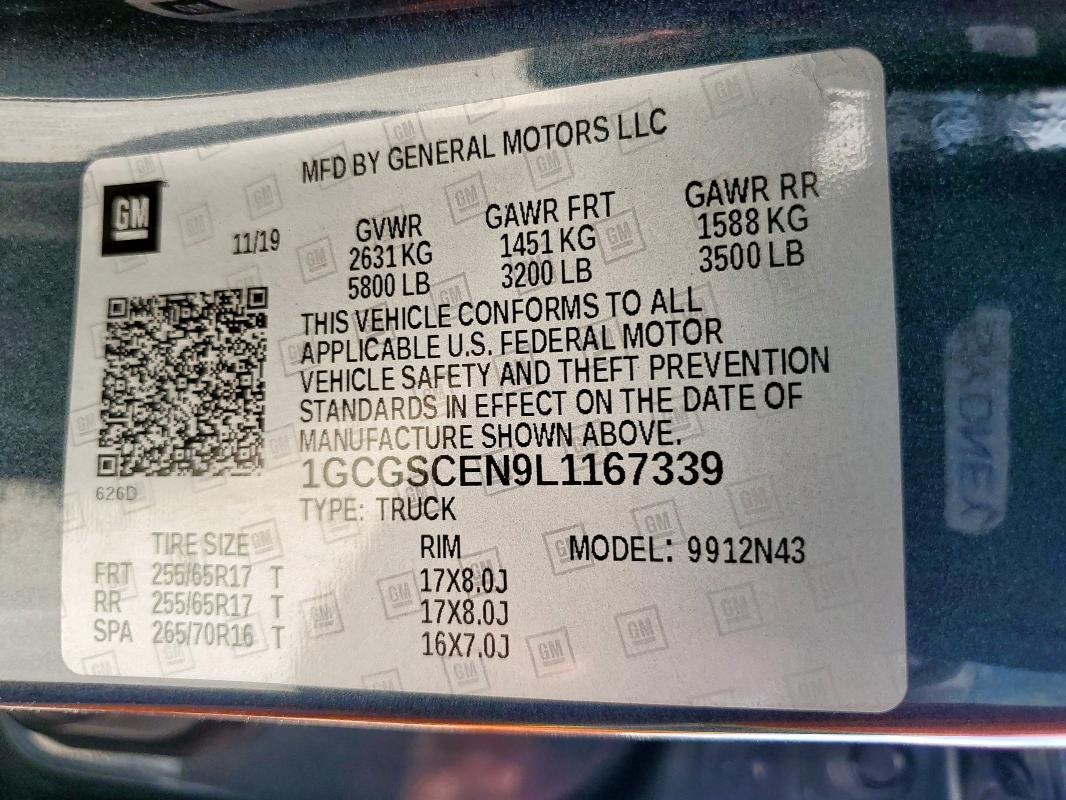 MFD BY GENERAL MOTORS LLC
GM
11/19
GVWR GAWR FRT GAWR RR
2631 KG 1451 KG 1588 KG
5800 LB 3200 LB 3500 LB
THIS VEHICLE CONFORMS TO ALL
APPLICABLE U.S. FEDERAL MOTOR
VEHICLE SAFETY AND THEFT PREVENTION
STANDARDS IN EFFECT ON THE DATE OF
MANUFACTURE SHOWN ABOVE.
626D
1GCGSCEN9L1167339
TYPE: TRUCK
TIRE SIZE RIM MODEL: 9912N43
FRT 255/65R17 T 17X8.0J
RR 255/65R17 T 17X8.0J
SPA 265/70R16 T 16X7.0J